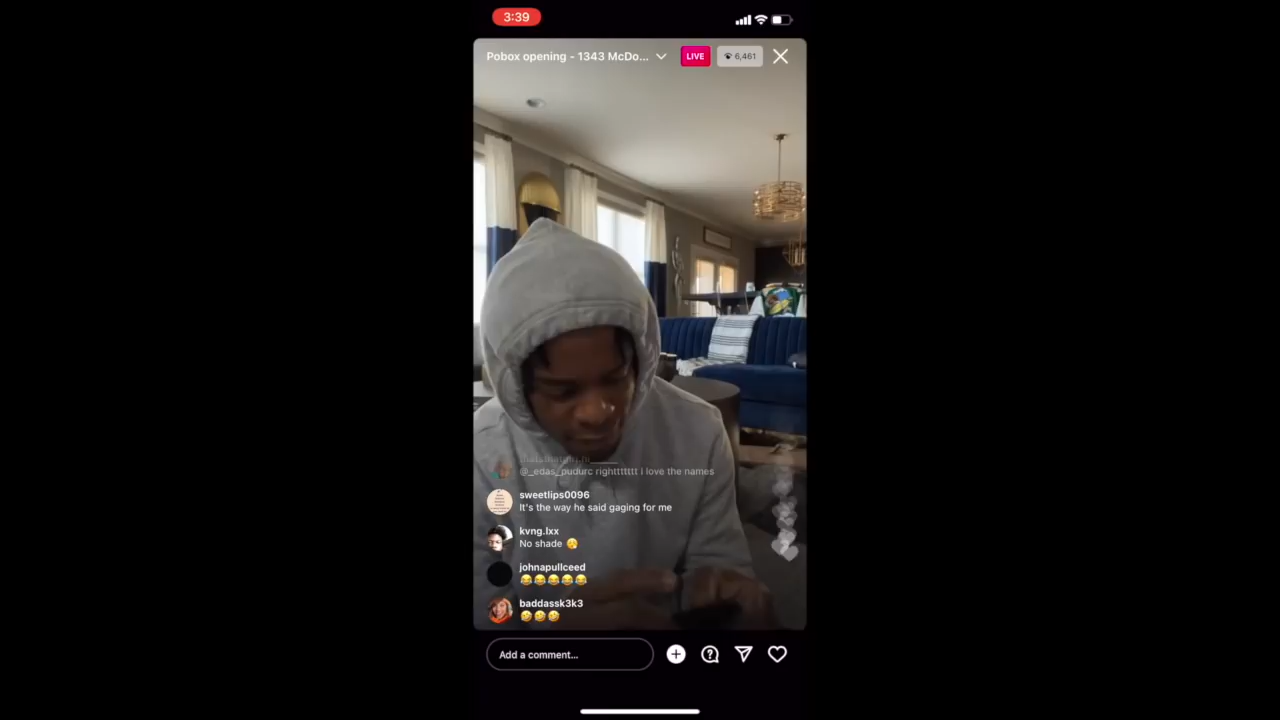 3:39
Pobox opening - 1343 McDo...
LIVE
6,461
@_edas_pudurc righttttttt i love the names
sweetlips0096
It's the way he said gaging for me
kvng.lxx
No shade 🫠
johnapullceed
😂😂😂😂😂
baddassk3k3
🤣🤣🤣
Add a comment...